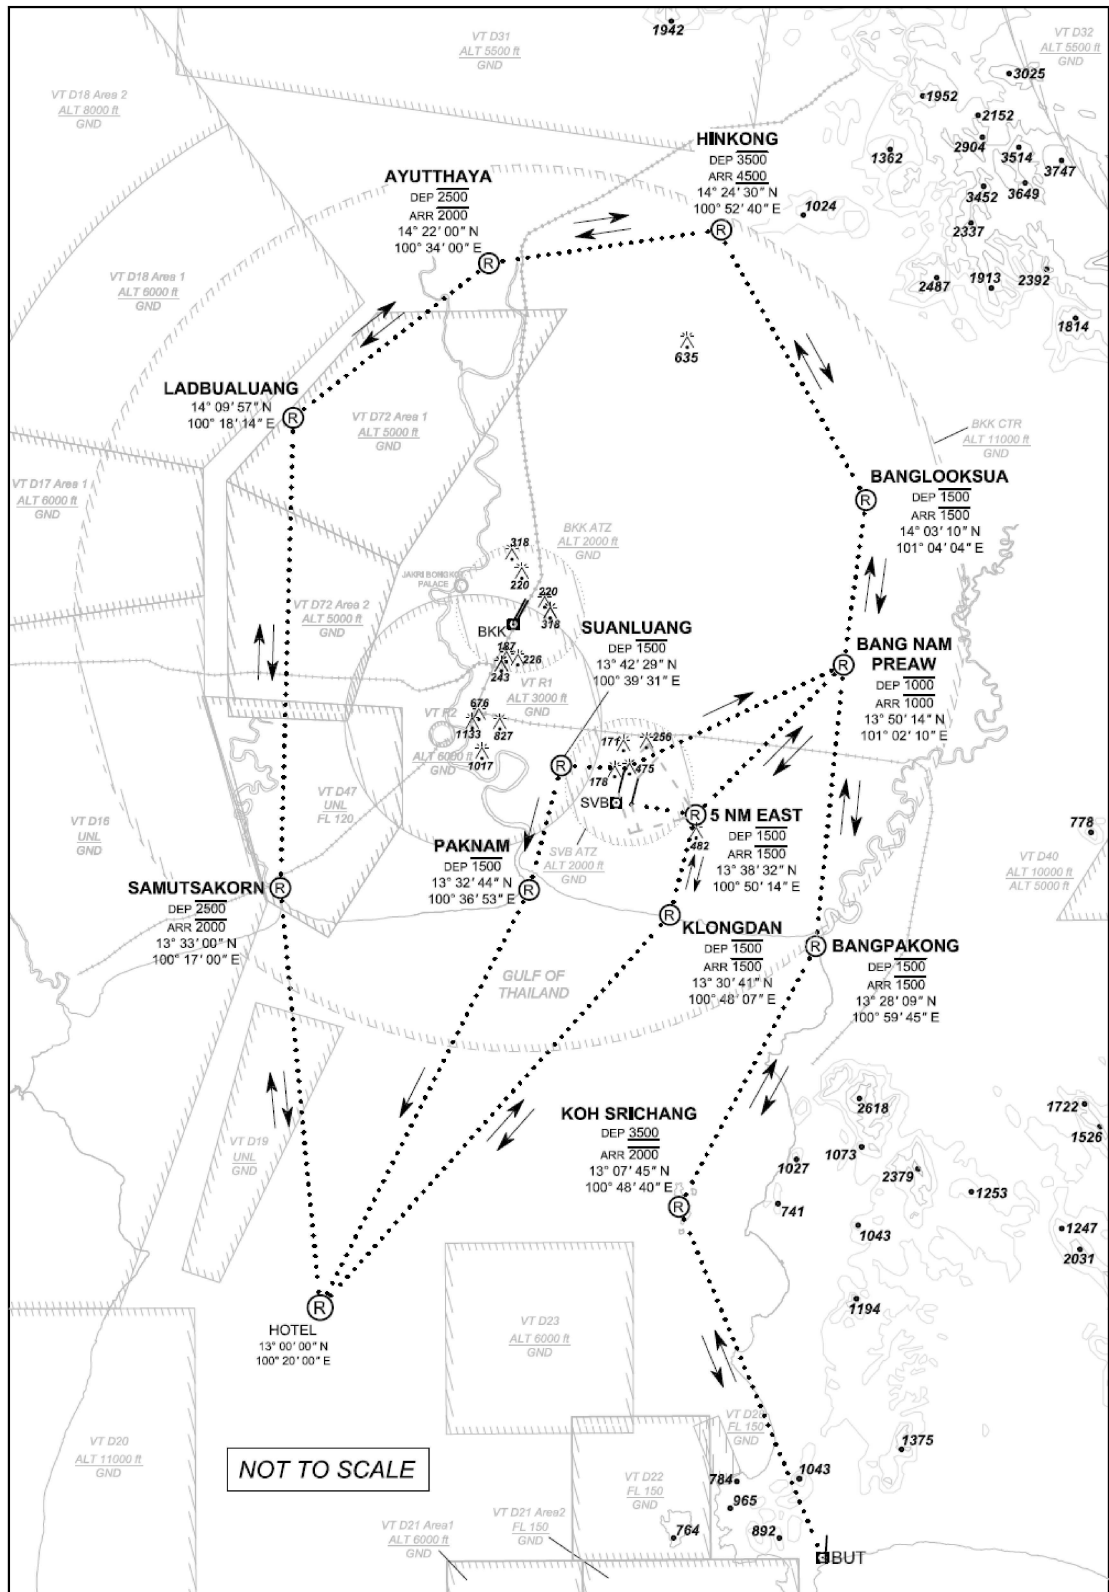 1942
VT D31
ALT 5500 ft
GND
VT D32
ALT 5500 ft
GND
3025
1952
VT D18 Area 2
ALT 8000 ft
GND
2152
HINKONG
DEP 3500
ARR 4500
14° 24' 30" N
100° 52' 40" E
2904
1362
3514
3747
AYUTTHAYA
DEP 2500
ARR 2000
14° 22' 00" N
100° 34' 00" E
3452
3649
1024
2337
VT D18 Area 1
ALT 6000 ft
GND
2487
1913
2392
1814
635
LADBUALUANG
14° 09' 57" N
100° 18' 14" E
VT D72 Area 1
ALT 5000 ft
GND
BKK CTR
ALT 11000 ft
GND
VT D17 Area 1
ALT 6000 ft
GND
BANGLOOKSUA
DEP 1500
ARR 1500
14° 03' 10" N
101° 04' 04" E
BKK ATZ
ALT 2000 ft
GND
318
220
220
318
PALACE
VT D72 Area 2
ALT 5000 ft
GND
BKK
SUANLUANG
DEP 1500
13° 42' 29" N
100° 39' 31" E
187
226
243
BANG NAM
PREAW
DEP 1000
ARR 1000
13° 50' 14" N
101° 02' 10" E
VT R1
ALT 3000 ft
GND
676
1133
827
VT R2
ALT 6000 ft
GND
1017
171
256
178
475
SVB
VT D47
UNL
FL 120
VT D16
UNL
GND
5 NM EAST
DEP 1500
ARR 1500
13° 38' 32" N
100° 50' 14" E
482
778
PAKNAM
DEP 1500
13° 32' 44" N
100° 36' 53" E
SVB ATZ
ALT 2000 ft
GND
VT D40
ALT 10000 ft
ALT 5000 ft
SAMUTSAKORN
DEP 2500
ARR 2000
13° 33' 00" N
100° 17' 00" E
KLONGDAN
DEP 1500
ARR 1500
13° 30' 41" N
100° 48' 07" E
BANGPAKONG
DEP 1500
ARR 1500
13° 28' 09" N
100° 59' 45" E
GULF OF
THAILAND
2618
1722
1526
KOH SRICHANG
DEP 3500
ARR 2000
13° 07' 45" N
100° 48' 40" E
VT D19
UNL
GND
1073
1027
2379
1253
741
1043
1247
2031
1194
HOTEL
13° 00' 00" N
100° 20' 00" E
VT D23
ALT 6000 ft
GND
FL 150
GND
VT D20
ALT 11000 ft
GND
NOT TO SCALE
1375
VT D22
FL 150
GND
784
1043
965
VT D21 Area1
ALT 6000 ft
GND
VT D21 Area2
FL 150
GND
764
892
BUT